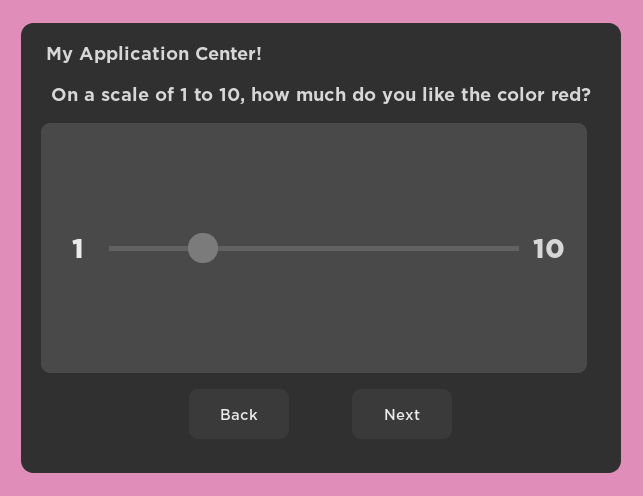 My Application Center!
On a scale of 1 to 10, how much do you like the color red?
1 10
Back Next